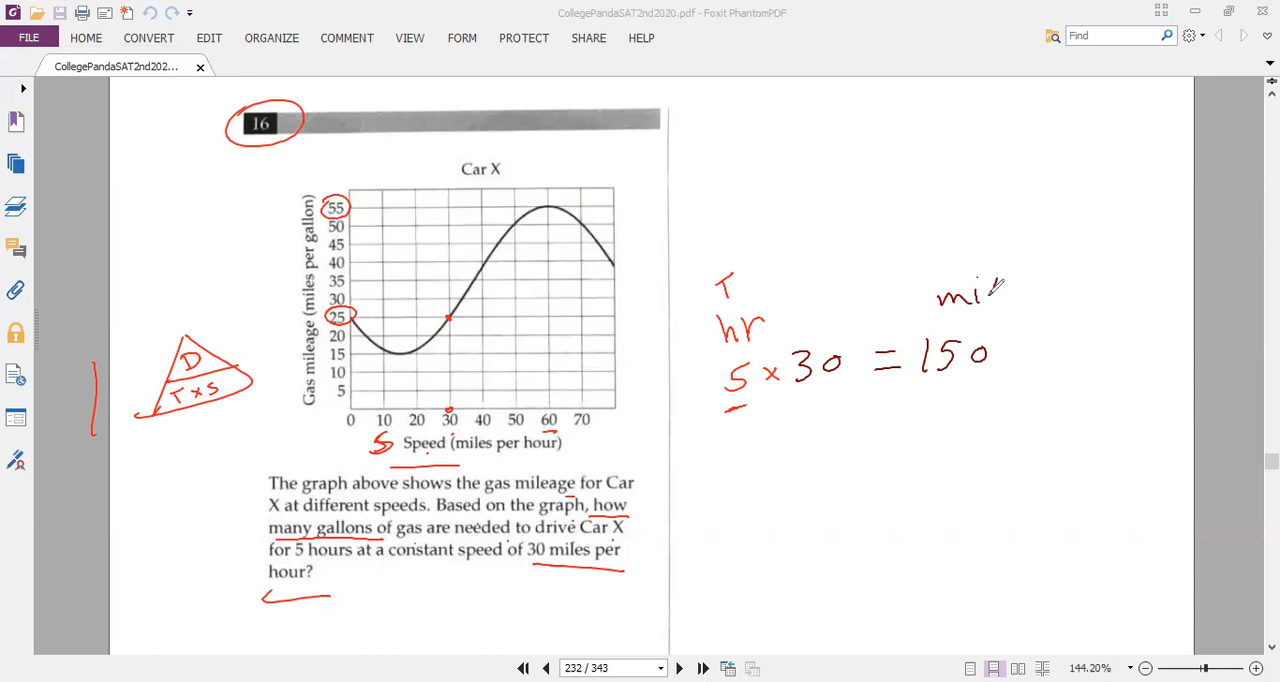 CollegePandaSAT2nd2020.pdf - Foxit PhantomPDF
FILE HOME CONVERT EDIT ORGANIZE COMMENT VIEW FORM PROTECT SHARE HELP
Find
CollegePandaSAT2nd202...
16
Car X
Gas mileage (miles per gallon)
55
50
45
40
35
30
25
20
15
10
5
0 10 20 30 40 50 60 70
S Speed (miles per hour)
The graph above shows the gas mileage for Car
X at different speeds. Based on the graph, how
many gallons of gas are needed to drive Car X
for 5 hours at a constant speed of 30 miles per
hour?
D
T x S
T
hr
mi
5 x 30 = 150
232 / 343
144.20%